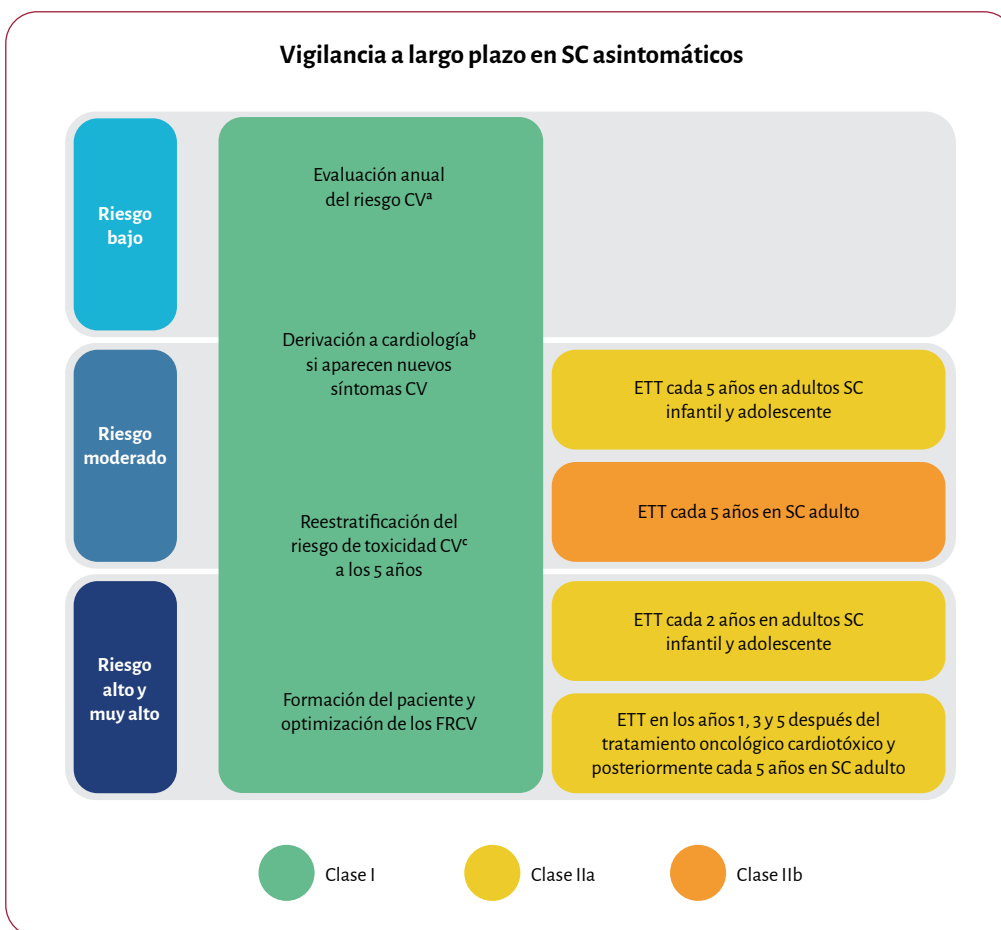 Vigilancia a largo plazo en SC asintomáticos
Riesgo
bajo
Evaluación anual
del riesgo CVᵃ
Derivación a cardiologíaᵇ
si aparecen nuevos
síntomas CV
Riesgo
moderado
ETT cada 5 años en adultos SC
infantil y adolescente
ETT cada 5 años en SC adulto
Reestratificación del
riesgo de toxicidad CVᶜ
a los 5 años
Riesgo
alto y
muy alto
ETT cada 2 años en adultos SC
infantil y adolescente
Formación del paciente y
optimización de los FRCV
ETT en los años 1, 3 y 5 después del
tratamiento oncológico cardiotóxico y
posteriormente cada 5 años en SC adulto
Clase I
Clase IIa
Clase IIb